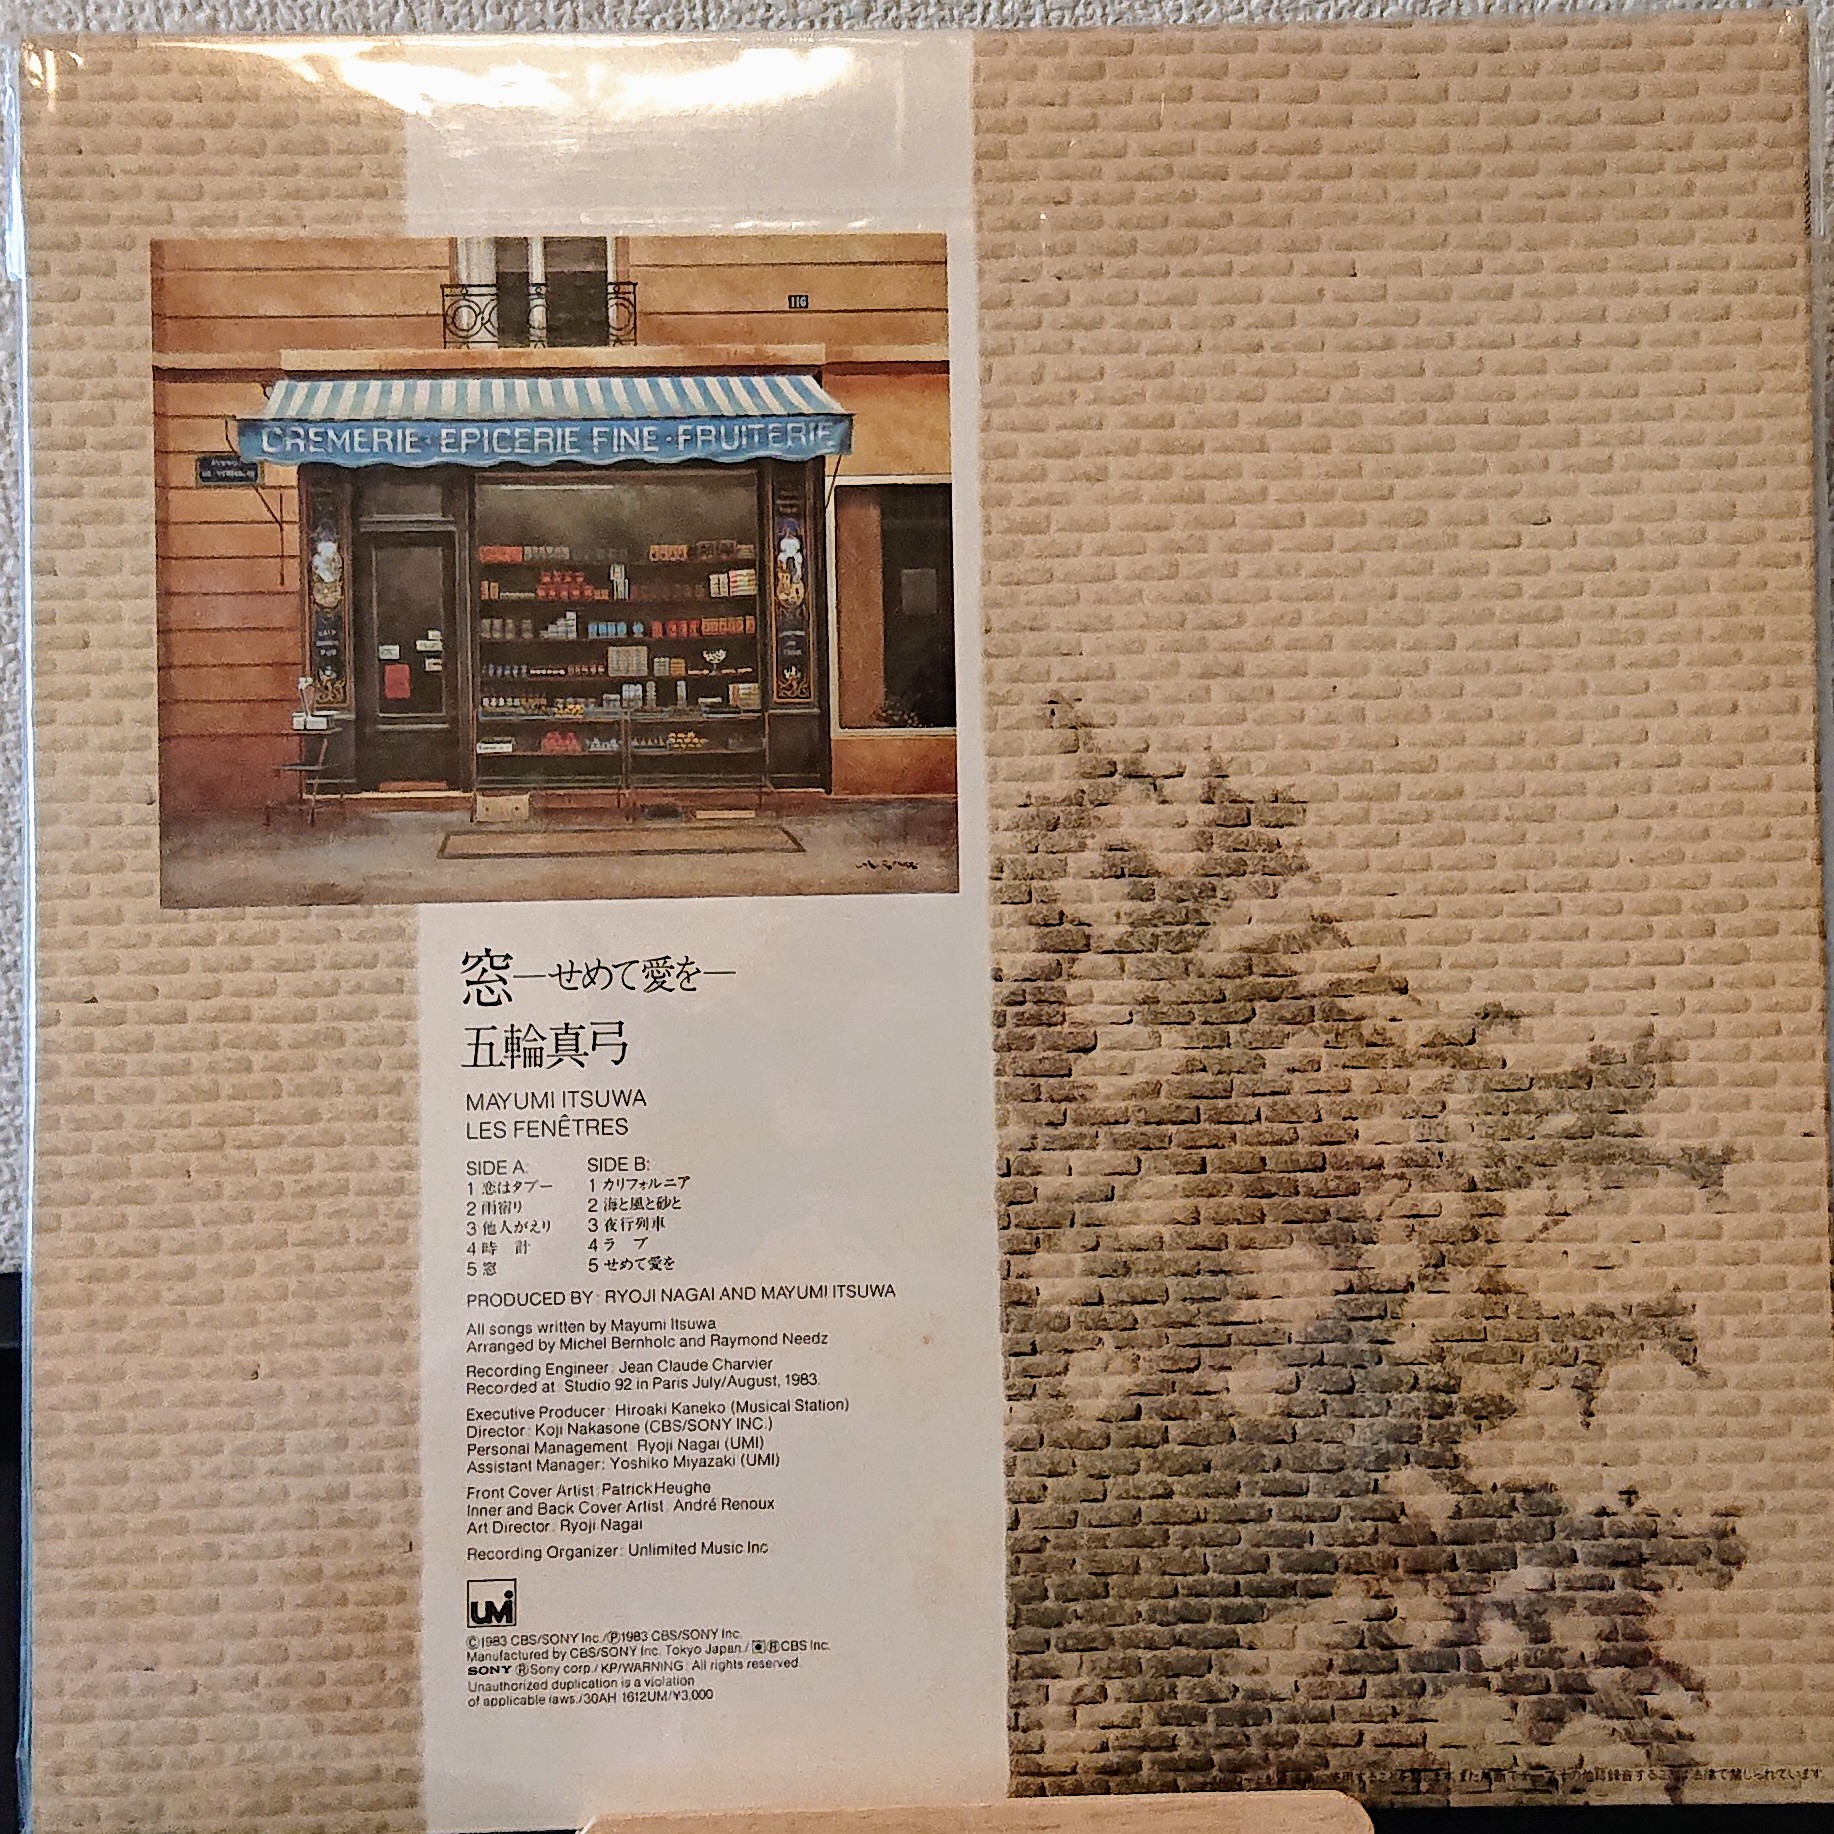 116
CREMERIE · EPICERIE FINE · FRUITERIE
窓—せめて愛を—
五輪真弓
MAYUMI ITSUWA
LES FENÊTRES
SIDE A:
1 恋はタブー
2 雨宿り
3 他人がえり
4 時 計
5 窓
SIDE B:
1 カリフォルニア
2 海と風と砂と
3 夜行列車
4 ラ ブ
5 せめて愛を
PRODUCED BY: RYOJI NAGAI AND MAYUMI ITSUWA
All songs written by Mayumi Itsuwa
Arranged by Michel Bernholc and Raymond Needz
Recording Engineer: Jean Claude Charvier
Recorded at: Studio 92 in Paris July/August, 1983.
Executive Producer: Hiroaki Kaneko (Musical Station)
Director: Koji Nakasone (CBS/SONY INC.)
Personal Management: Ryoji Nagai (UMI)
Assistant Manager: Yoshiko Miyazaki (UMI)
Front Cover Artist: Patrick Heughe
Inner and Back Cover Artist: André Renoux
Art Director: Ryoji Nagai
Recording Organizer: Unlimited Music Inc
UMI
©1983 CBS/SONY Inc./℗1983 CBS/SONY Inc.
Manufactured by CBS/SONY Inc. Tokyo Japan./ ®CBS Inc.
SONY ®Sony corp./ KP/WARNING: All rights reserved.
Unauthorized duplication is a violation
of applicable laws./30AH 1612UM/¥3,000